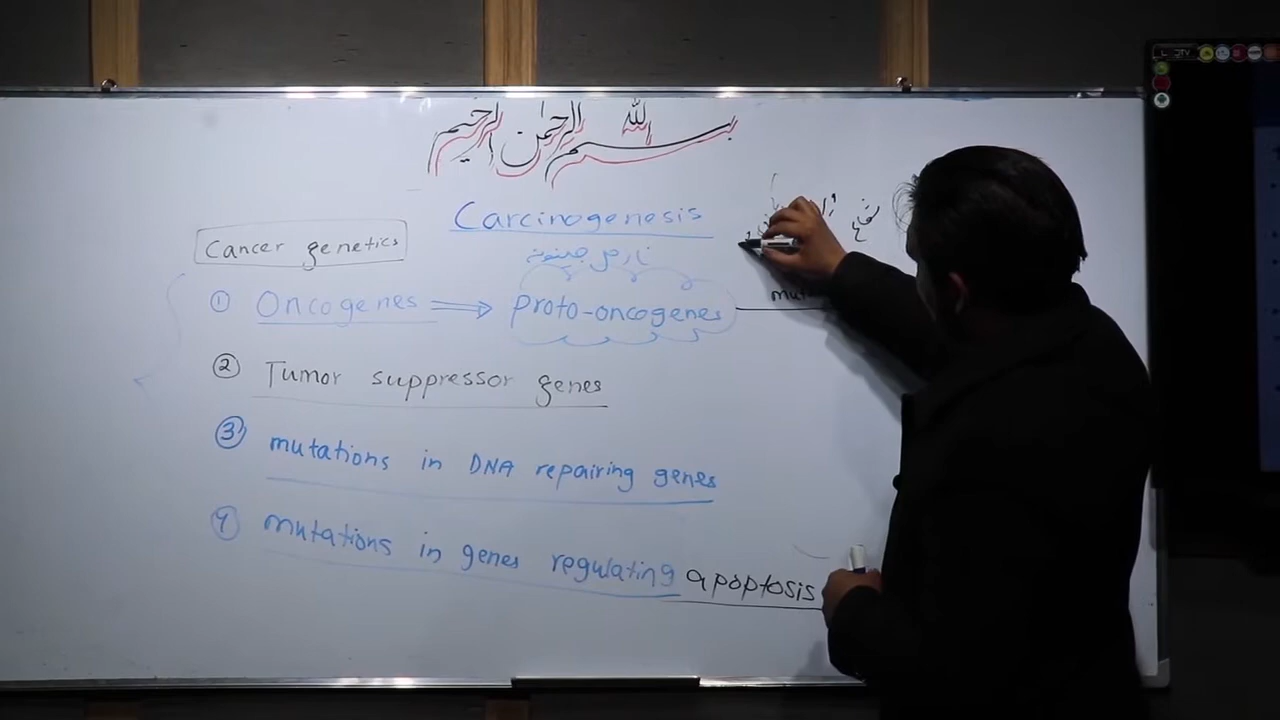 بسم الله الرحمن الرحيم
Carcinogenesis
Cancer genetics
① Oncogenes ⇒ proto-oncogenes
② Tumor suppressor genes
③ mutations in DNA repairing genes
④ mutations in genes regulating apoptosis